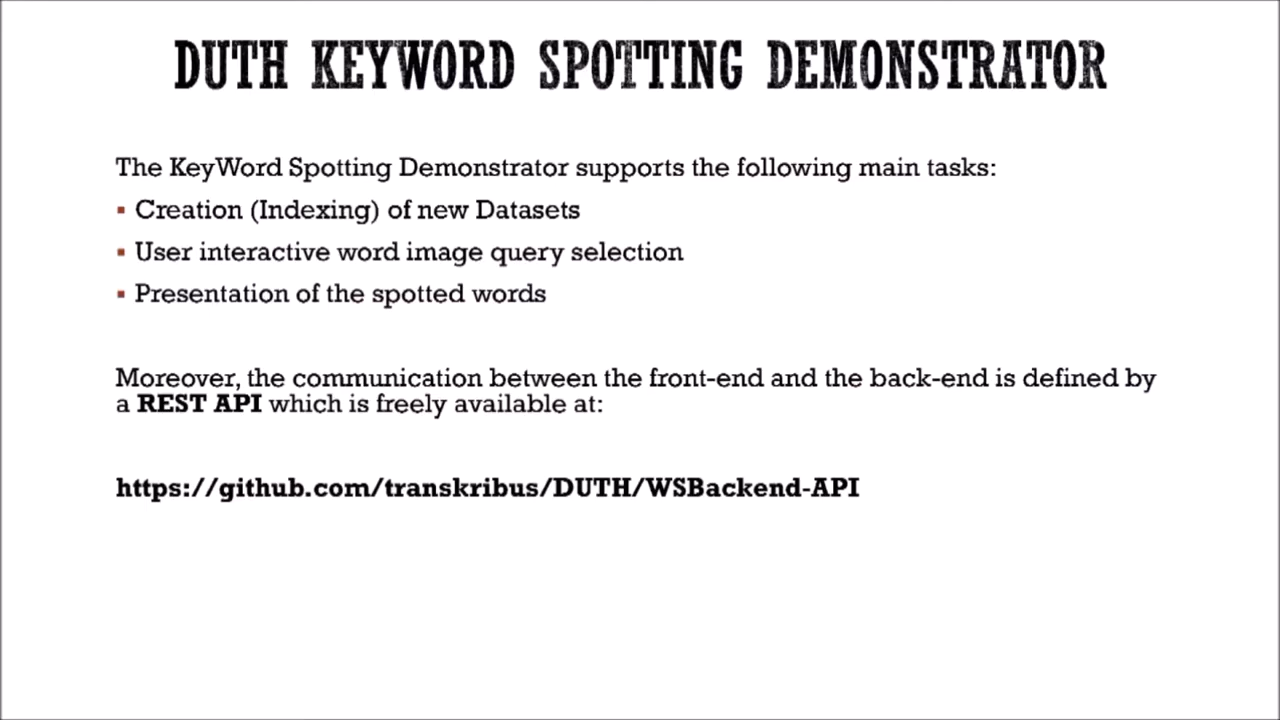 DUTH KEYWORD SPOTTING DEMONSTRATOR
The KeyWord Spotting Demonstrator supports the following main tasks:
▪ Creation (Indexing) of new Datasets
▪ User interactive word image query selection
▪ Presentation of the spotted words
Moreover, the communication between the front-end and the back-end is defined by
a REST API which is freely available at:
https://github.com/transkribus/DUTH/WSBackend-API